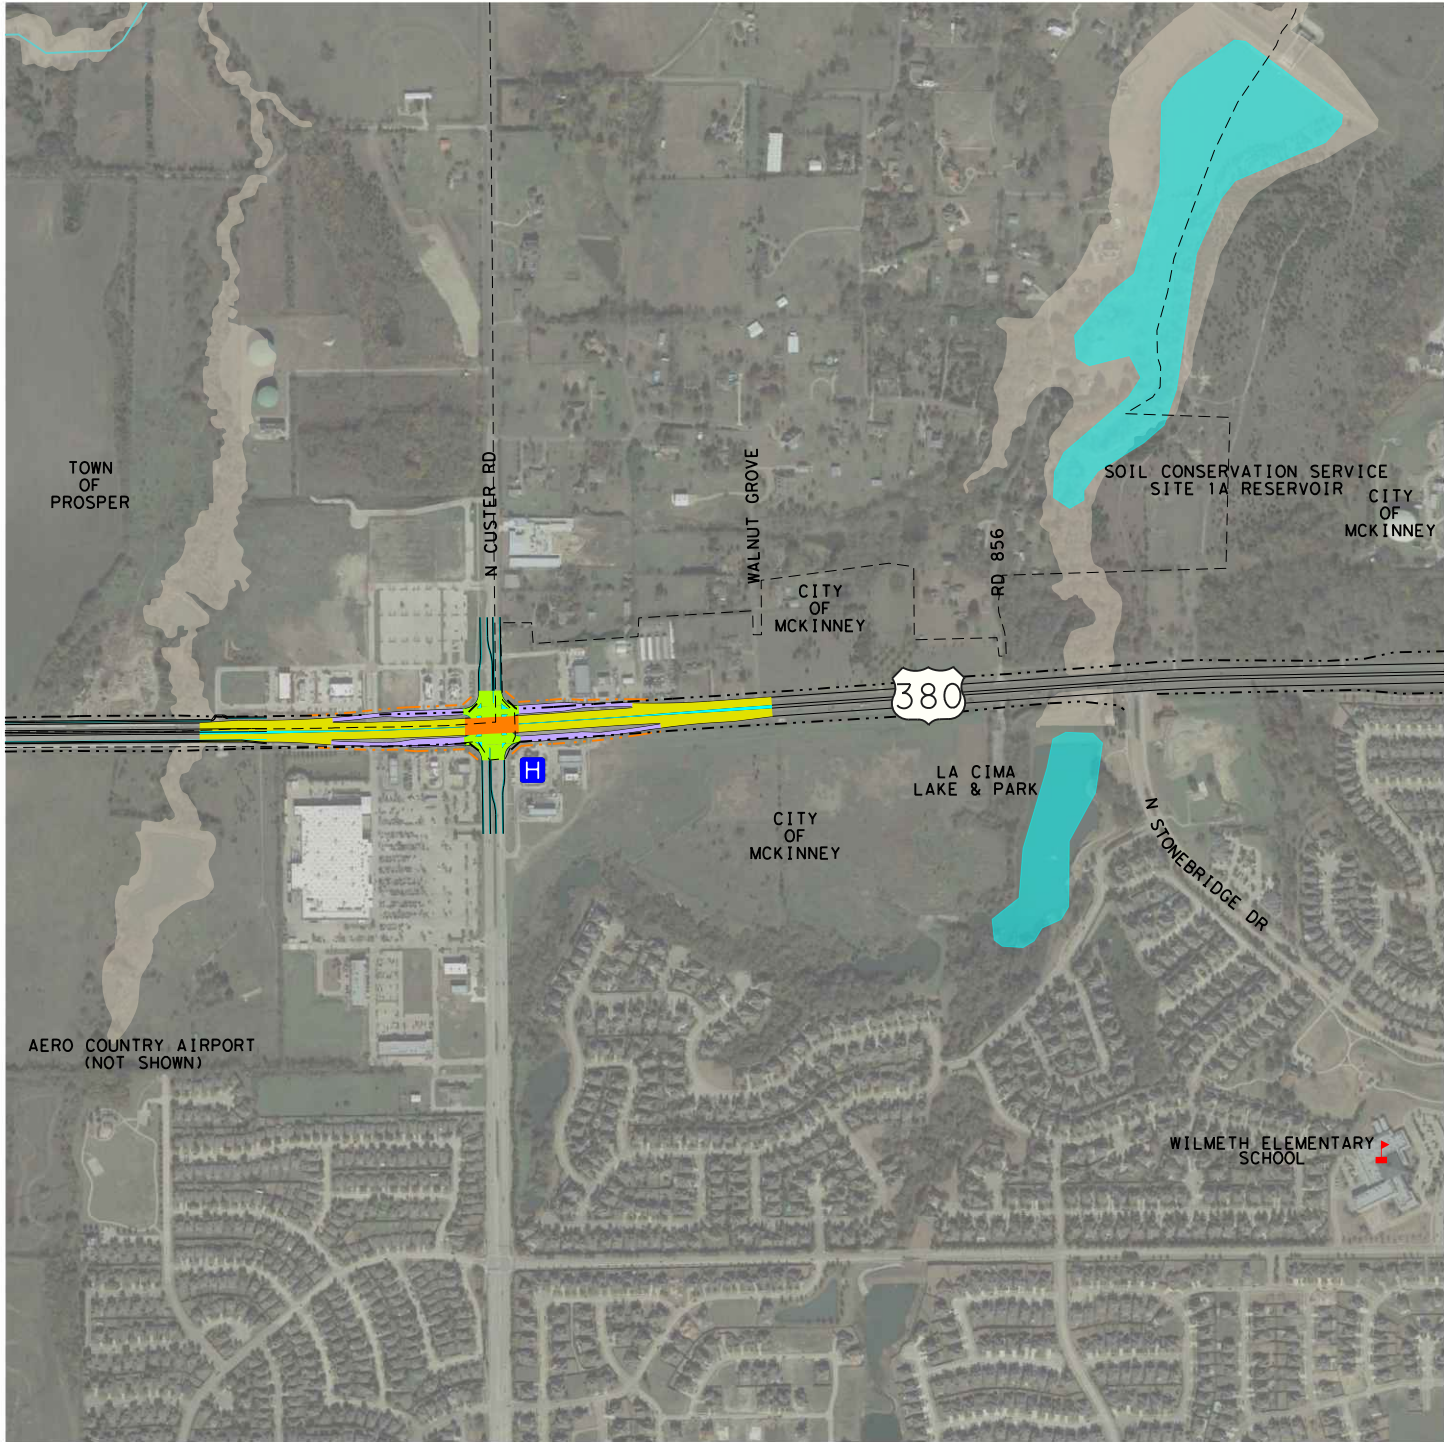 TOWN
OF
PROSPER
N CUSTER RD
WALNUT GROVE
RD 856
SOIL CONSERVATION SERVICE
SITE 1A RESERVOIR
CITY
OF
MCKINNEY
CITY
OF
MCKINNEY
380
H
LA CIMA
LAKE & PARK
CITY
OF
MCKINNEY
N STONEBRIDGE DR
AERO COUNTRY AIRPORT
(NOT SHOWN)
WILMETH ELEMENTARY
SCHOOL